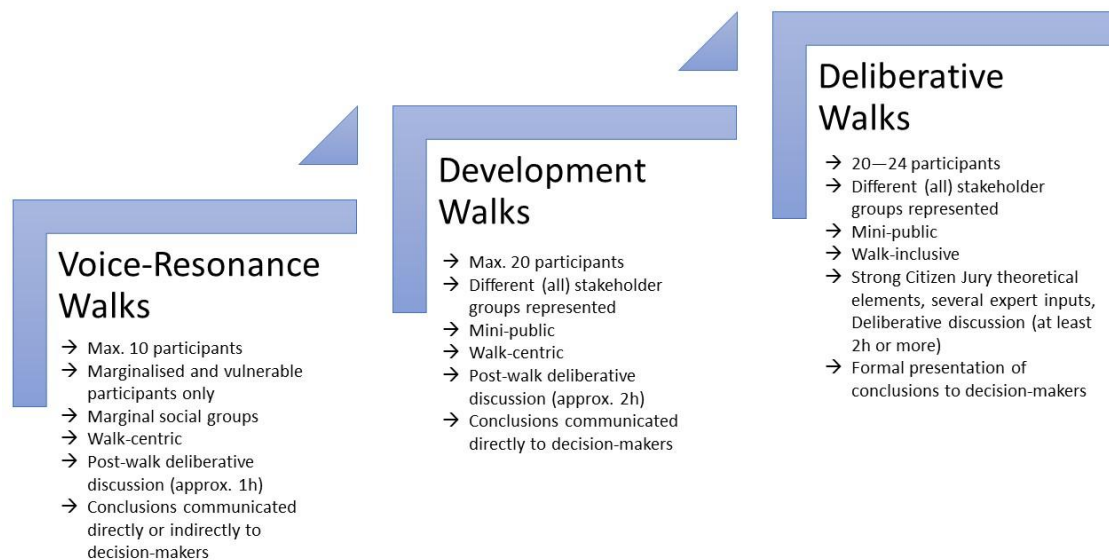 Voice-Resonance
Walks
→ Max. 10 participants
→ Marginalised and vulnerable
participants only
→ Marginal social groups
→ Walk-centric
→ Post-walk deliberative
discussion (approx. 1h)
→ Conclusions communicated
directly or indirectly to
decision-makers
Development
Walks
→ Max. 20 participants
→ Different (all) stakeholder
groups represented
→ Mini-public
→ Walk-centric
→ Post-walk deliberative
discussion (approx. 2h)
→ Conclusions communicated
directly to decision-makers
Deliberative
Walks
→ 20—24 participants
→ Different (all) stakeholder
groups represented
→ Mini-public
→ Walk-inclusive
→ Strong Citizen Jury theoretical
elements, several expert inputs,
Deliberative discussion (at least
2h or more)
→ Formal presentation of
conclusions to decision-makers